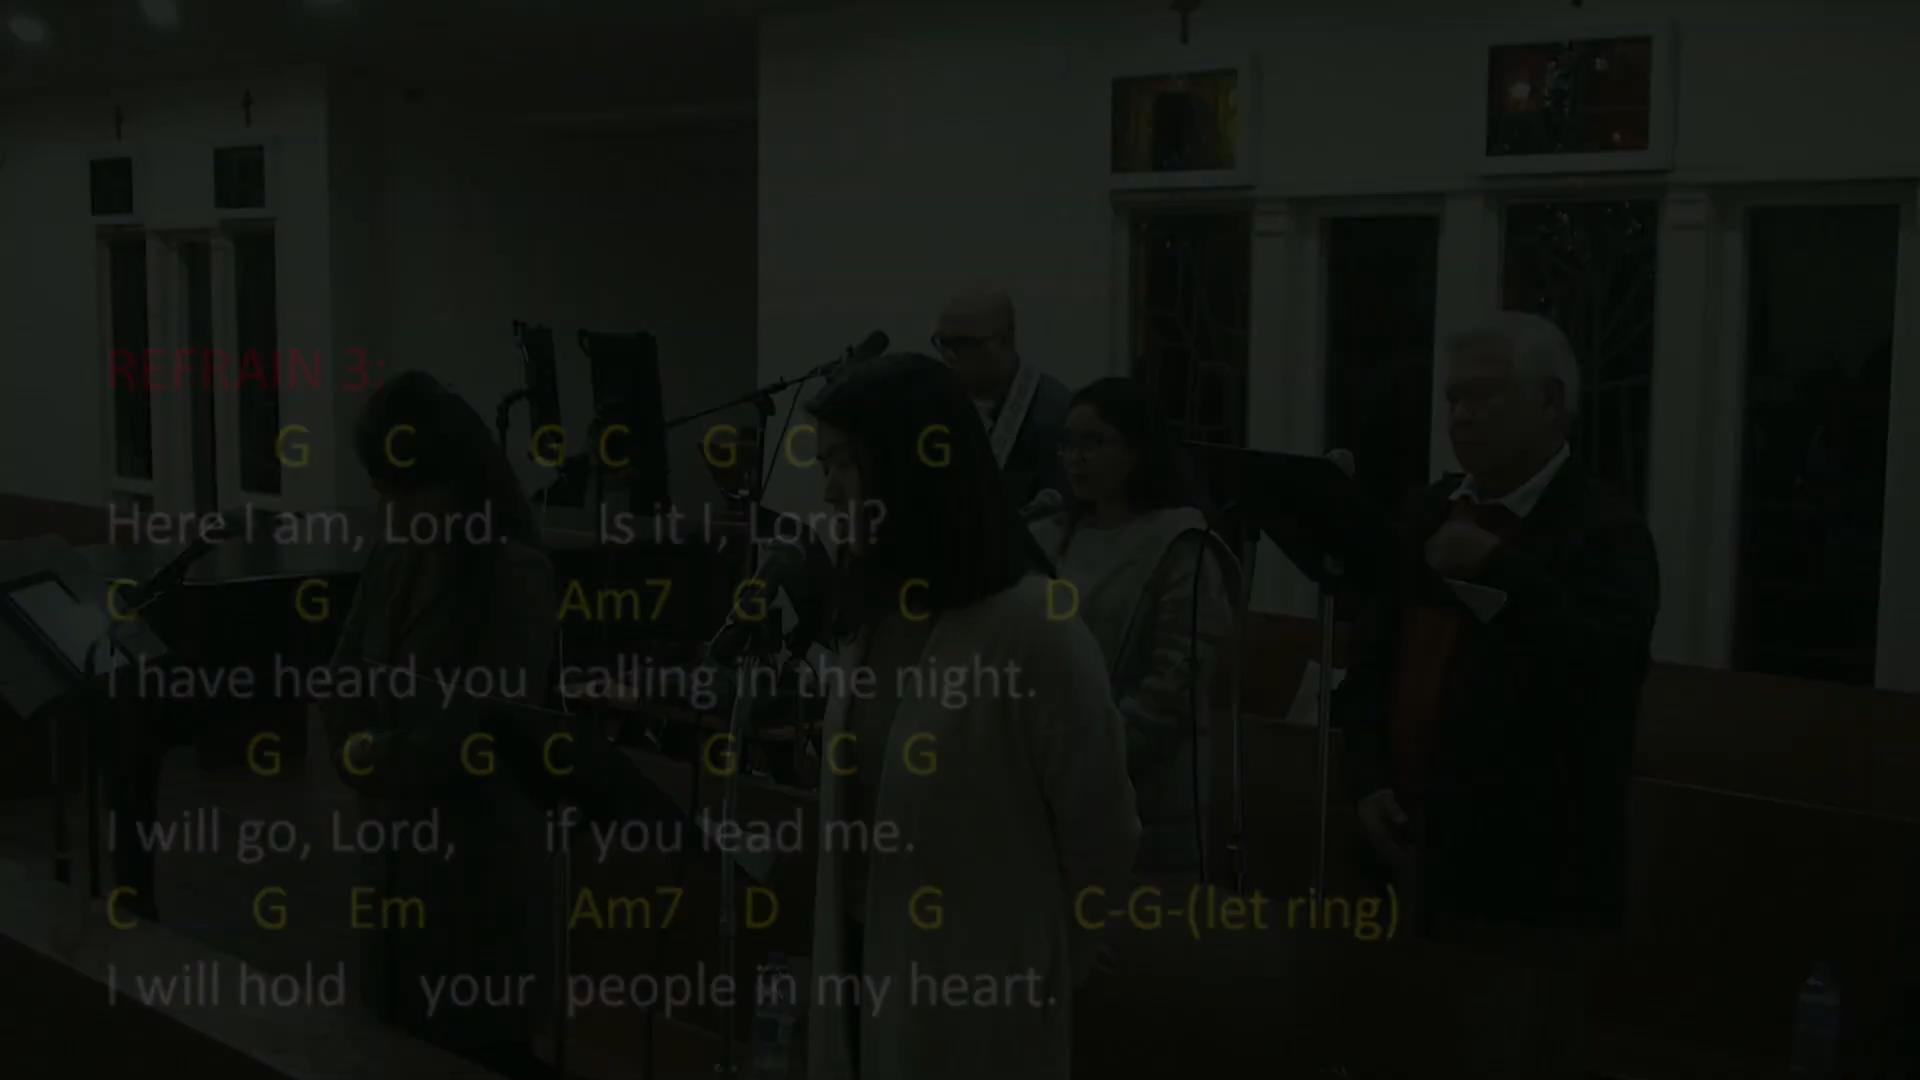 REFRAIN 3:
G C G C G C G
Here I am, Lord. Is it I, Lord?
C G Am7 G C D
I have heard you calling in the night.
G C G C G C G
I will go, Lord, if you lead me.
C G Em Am7 D G C-G-(let ring)
I will hold your people in my heart.